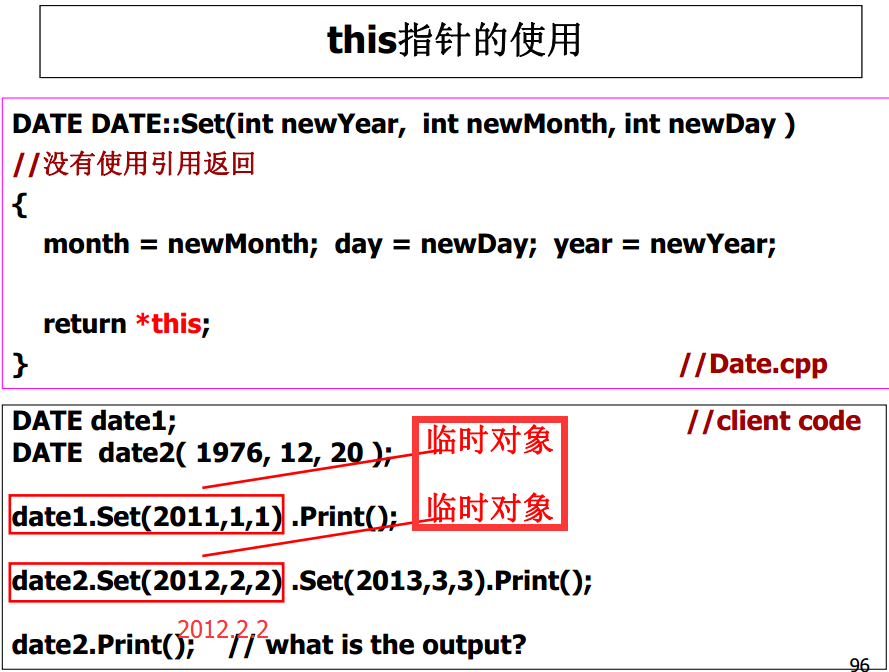 this指针的使用
DATE DATE::Set(int newYear, int newMonth, int newDay )
//没有使用引用返回
{
month = newMonth; day = newDay; year = newYear;
return *this;
} //Date.cpp
DATE date1; //client code
DATE date2( 1976, 12, 20 );
临时对象
临时对象
date1.Set(2011,1,1) .Print();
date2.Set(2012,2,2) .Set(2013,3,3).Print();
2012.2.2
date2.Print(); // what is the output?
96